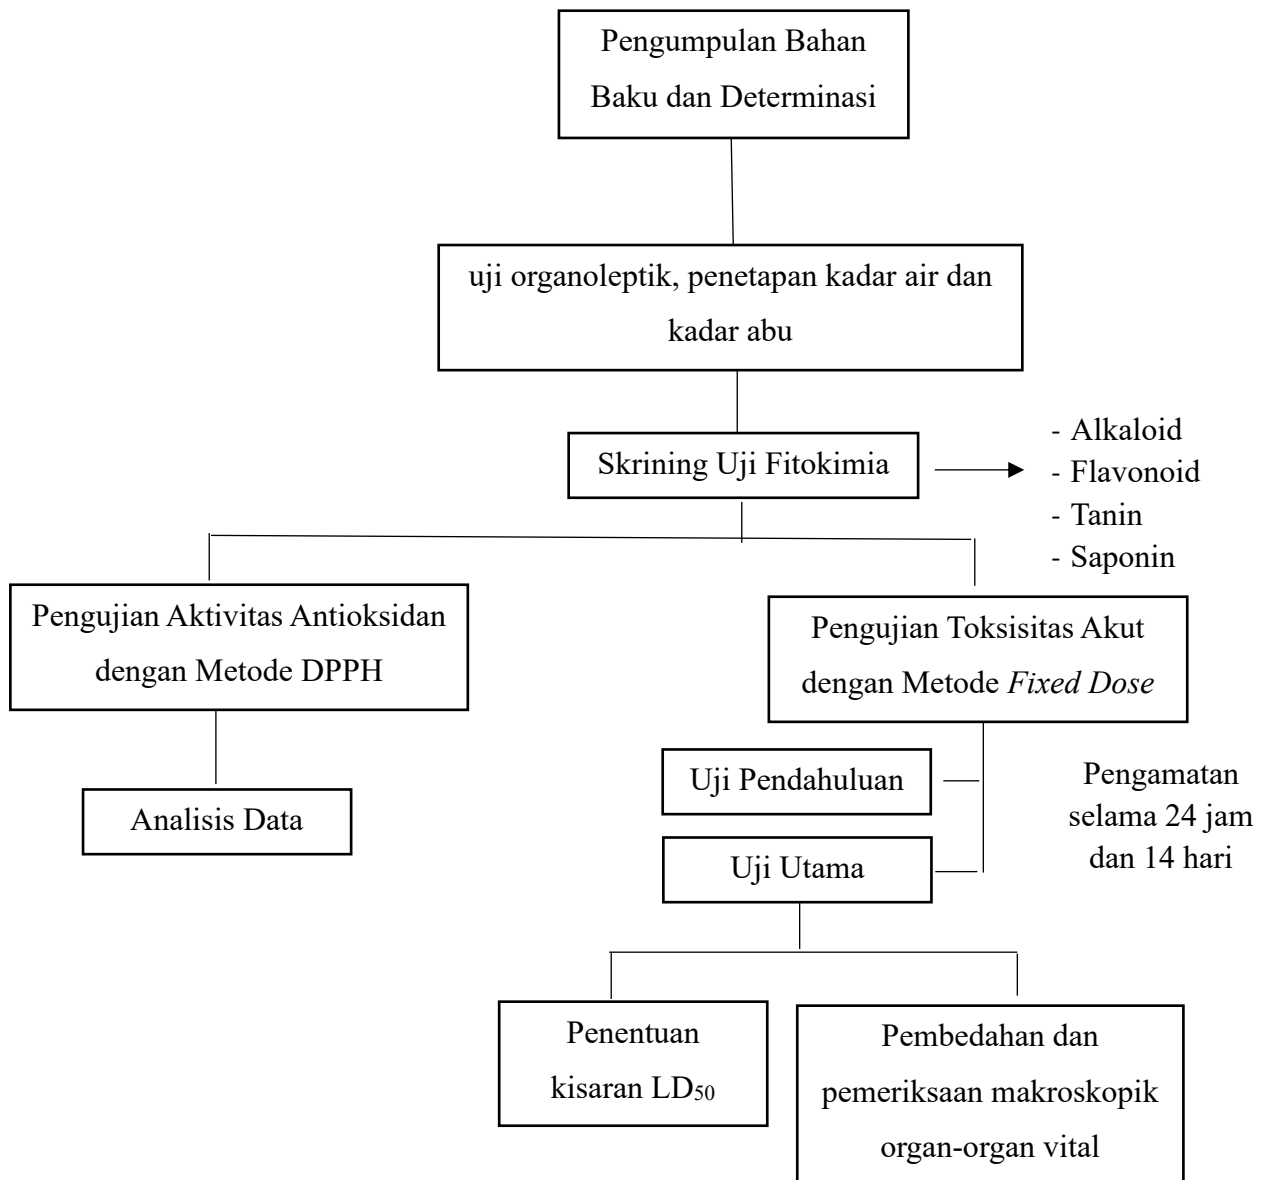 Pengumpulan Bahan
Baku dan Determinasi
uji organoleptik, penetapan kadar air dan
kadar abu
Skrining Uji Fitokimia
- Alkaloid
- Flavonoid
- Tanin
- Saponin
Pengujian Aktivitas Antioksidan
dengan Metode DPPH
Analisis Data
Pengujian Toksisitas Akut
dengan Metode Fixed Dose
Uji Pendahuluan
Pengamatan
selama 24 jam
dan 14 hari
Uji Utama
Penentuan
kisaran LD50
Pembedahan dan
pemeriksaan makroskopik
organ-organ vital